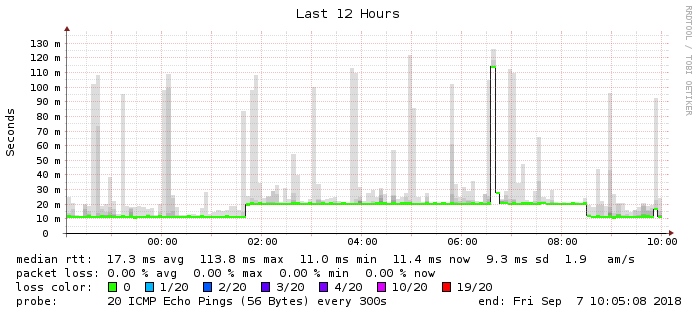 Last 12 Hours
RRDTOOL / TOBI OETIKER
Seconds
130 m
120 m
110 m
100 m
90 m
80 m
70 m
60 m
50 m
40 m
30 m
20 m
10 m
0
00:00 02:00 04:00 06:00 08:00 10:00
median rtt: 17.3 ms avg 113.8 ms max 11.0 ms min 11.4 ms now 9.3 ms sd 1.9 am/s
packet loss: 0.00 % avg 0.00 % max 0.00 % min 0.00 % now
loss color: 0 1/20 2/20 3/20 4/20 10/20 19/20
probe: 20 ICMP Echo Pings (56 Bytes) every 300s end: Fri Sep 7 10:05:08 2018